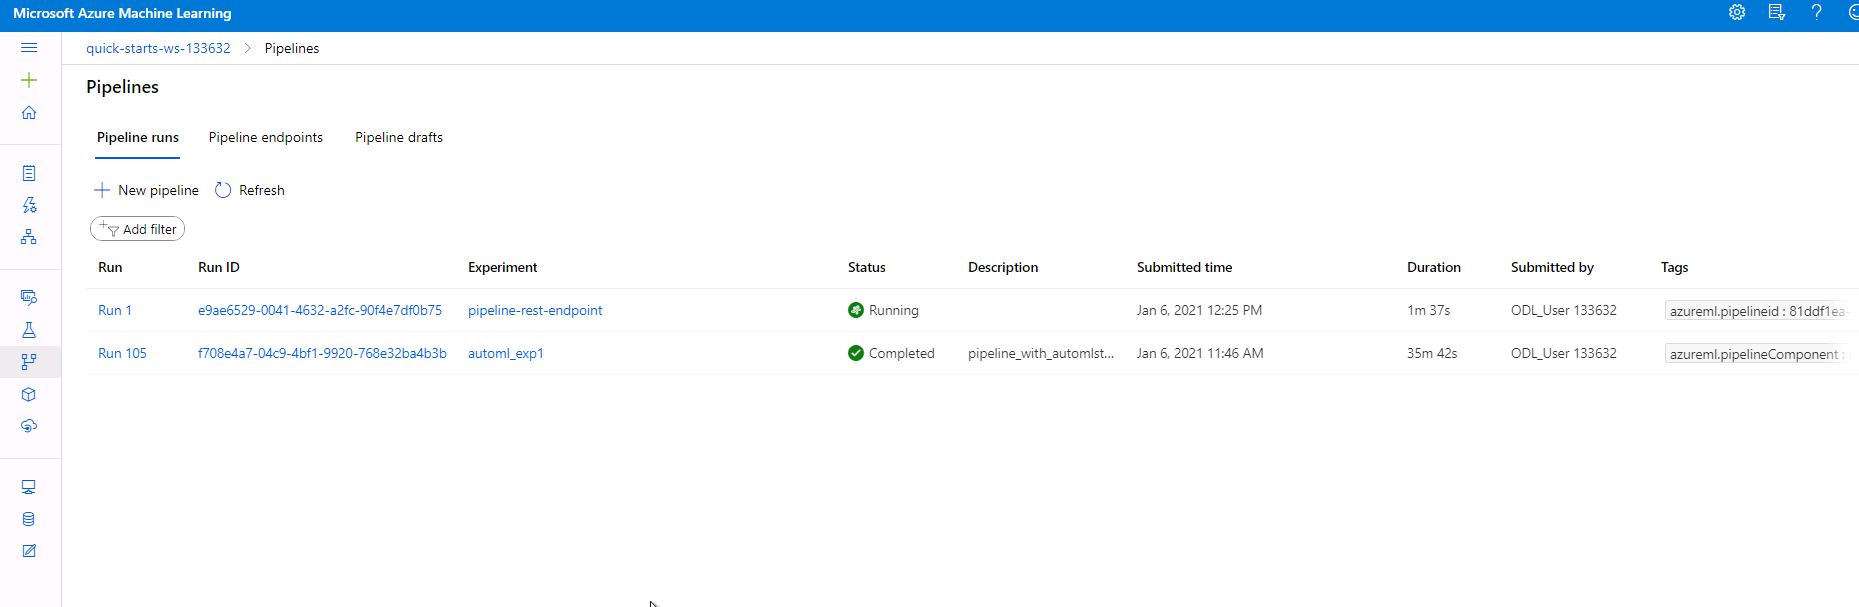 Microsoft Azure Machine Learning
quick-starts-ws-133632 > Pipelines
Pipelines
Pipeline runs Pipeline endpoints Pipeline drafts
New pipeline Refresh
Add filter
Run Run ID Experiment Status Description Submitted time Duration Submitted by Tags
Run 1 e9ae6529-0041-4632-a2fc-90f4e7df0b75 pipeline-rest-endpoint Running Jan 6, 2021 12:25 PM 1m 37s ODL_User 133632 azureml.pipelineid : 81ddf1ea-
Run 105 f708e4a7-04c9-4bf1-9920-768e32ba4b3b automl_exp1 Completed pipeline_with_automlst... Jan 6, 2021 11:46 AM 35m 42s ODL_User 133632 azureml.pipelineComponent :